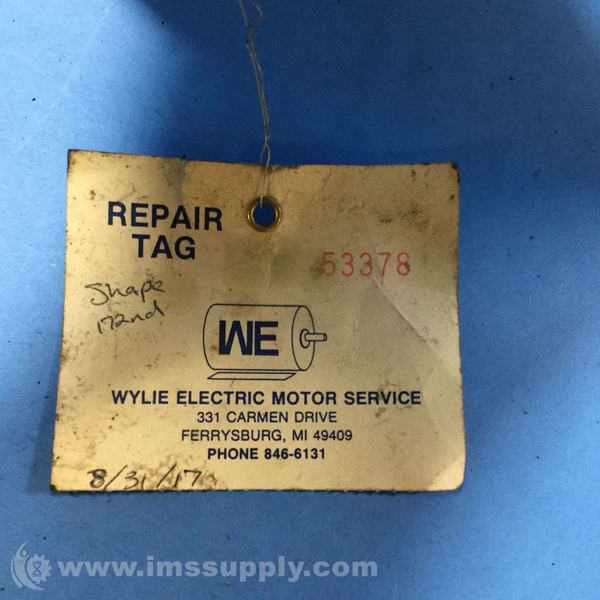 REPAIR
TAG
53378
Shape
172nd
WE
WYLIE ELECTRIC MOTOR SERVICE
331 CARMEN DRIVE
FERRYSBURG, MI 49409
PHONE 846-6131
8/31/17
www.imssupply.com